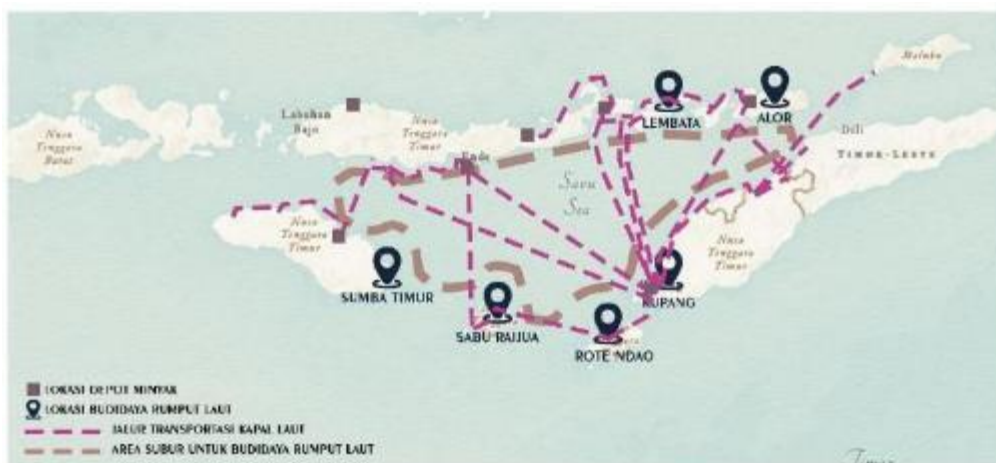 Maluku
Labuhan
Bajo
Nusa
Tenggara
Barat
Nusa
Tenggara
Timur
LEMBATA
ALOR
Dili
TIMOR-LESTE
Ende
Savu
Sea
Nusa
Tenggara
Timur
Nusa
Tenggara
Timur
SUMBA TIMUR
KUPANG
SABU RAIJUA
ROTE NDAO
LOKASI DEPOT MINYAK
LOKASI BUDIDAYA RUMPUT LAUT
JALUR TRANSPORTASI KAPAL LAUT
AREA SUBUR UNTUK BUDIDAYA RUMPUT LAUT